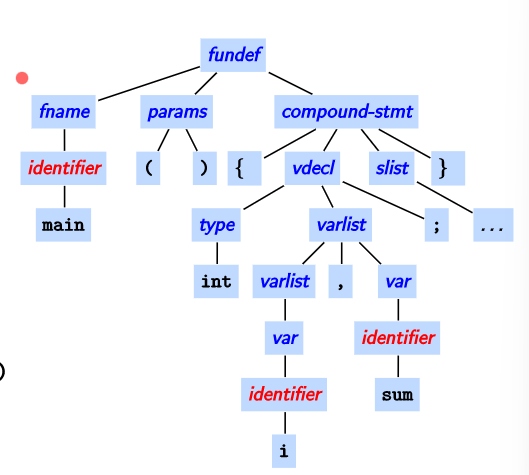 fundef
fname params compound-stmt
identifier ( ) { vdecl slist }
main type varlist ; ...
int varlist , var
var identifier
)
identifier sum
i